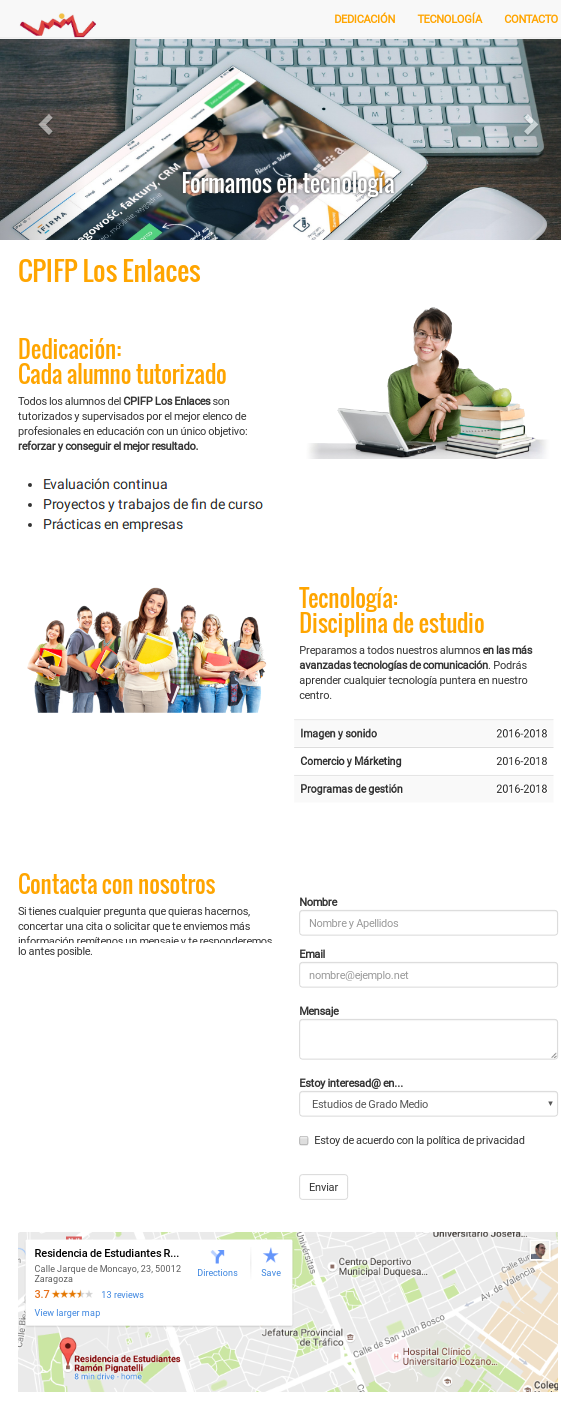 DEDICACIÓN TECNOLOGÍA CONTACTO
IFIRMA
księgowość, faktury, CRM
Formamos en tecnología
CPIFP Los Enlaces
Dedicación:
Cada alumno tutorizado
Todos los alumnos del CPIFP Los Enlaces son
tutorizados y supervisados por el mejor elenco de
profesionales en educación con un único objetivo:
reforzar y conseguir el mejor resultado.
Evaluación continua
Proyectos y trabajos de fin de curso
Prácticas en empresas
Tecnología:
Disciplina de estudio
Preparamos a todos nuestros alumnos en las más
avanzadas tecnologías de comunicación. Podrás
aprender cualquier tecnología puntera en nuestro
centro.
Imagen y sonido 2016-2018
Comercio y Márketing 2016-2018
Programas de gestión 2016-2018
Contacta con nosotros
Si tienes cualquier pregunta que quieras hacernos,
concertar una cita o solicitar que te enviemos más
información remítenos un mensaje y te responderemos
lo antes posible.
Nombre
Nombre y Apellidos
Email
nombre@ejemplo.net
Mensaje
Estoy interesad@ en...
Estudios de Grado Medio
Estoy de acuerdo con la política de privacidad
Enviar
Residencia de Estudiantes R...
Calle Jarque de Moncayo, 23, 50012
Zaragoza
3.7 13 reviews
View larger map
Directions
Save
Universitario Josefa...
Centro Deportivo
Municipal Duquesa...
Av. de Valencia
Calle de San Juan Bosco
Jefatura Provincial
de Tráfico
Hospital Clínico
Universitario Lozano...
Residencia de Estudiantes
Ramón Pignatelli
8 min drive - home